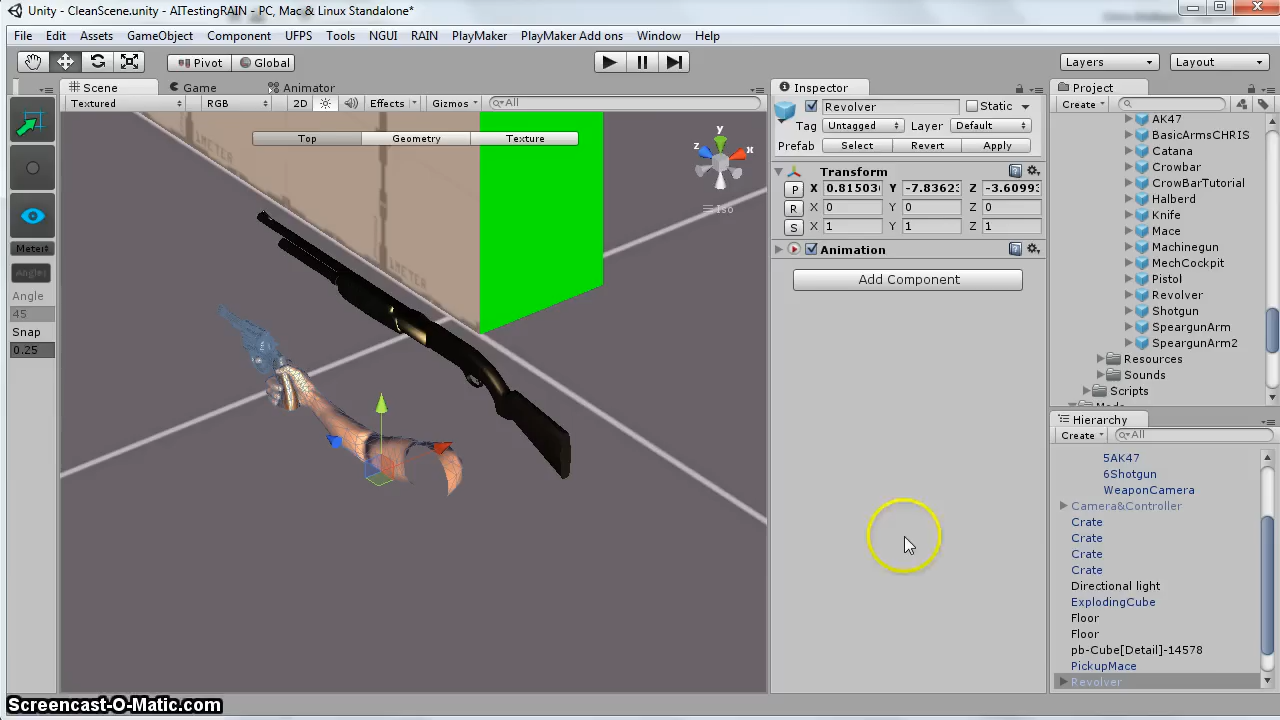 Unity - CleanScene.unity - AITestingRAIN - PC, Mac & Linux Standalone*
File Edit Assets GameObject Component UFPS Tools NGUI RAIN PlayMaker PlayMaker Add ons Window Help
Pivot Global Layers Layout
Scene Game Animator Inspector Project
Textured RGB 2D Effects Gizmos All
Revolver Static Create
Tag Untagged Layer Default
Prefab Select Revert Apply
Top Geometry Texture
y
z x
Iso
METER
METER
Transform
P X 0.81503 Y -7.8362 Z -3.6099
R X 0 Y 0 Z 0
S X 1 Y 1 Z 1
Animation
Add Component
Meter
Angle
Angle
45
Snap
0.25
AK47
BasicArmsCHRIS
Catana
Crowbar
CrowBarTutorial
Halberd
Knife
Mace
Machinegun
MechCockpit
Pistol
Revolver
Shotgun
SpeargunArm
SpeargunArm2
Resources
Sounds
Scripts
Hierarchy
Create All
5AK47
6Shotgun
WeaponCamera
Camera&Controller
Crate
Crate
Crate
Crate
Directional light
ExplodingCube
Floor
Floor
pb-Cube[Detail]-14578
PickupMace
Revolver
Screencast-O-Matic.com